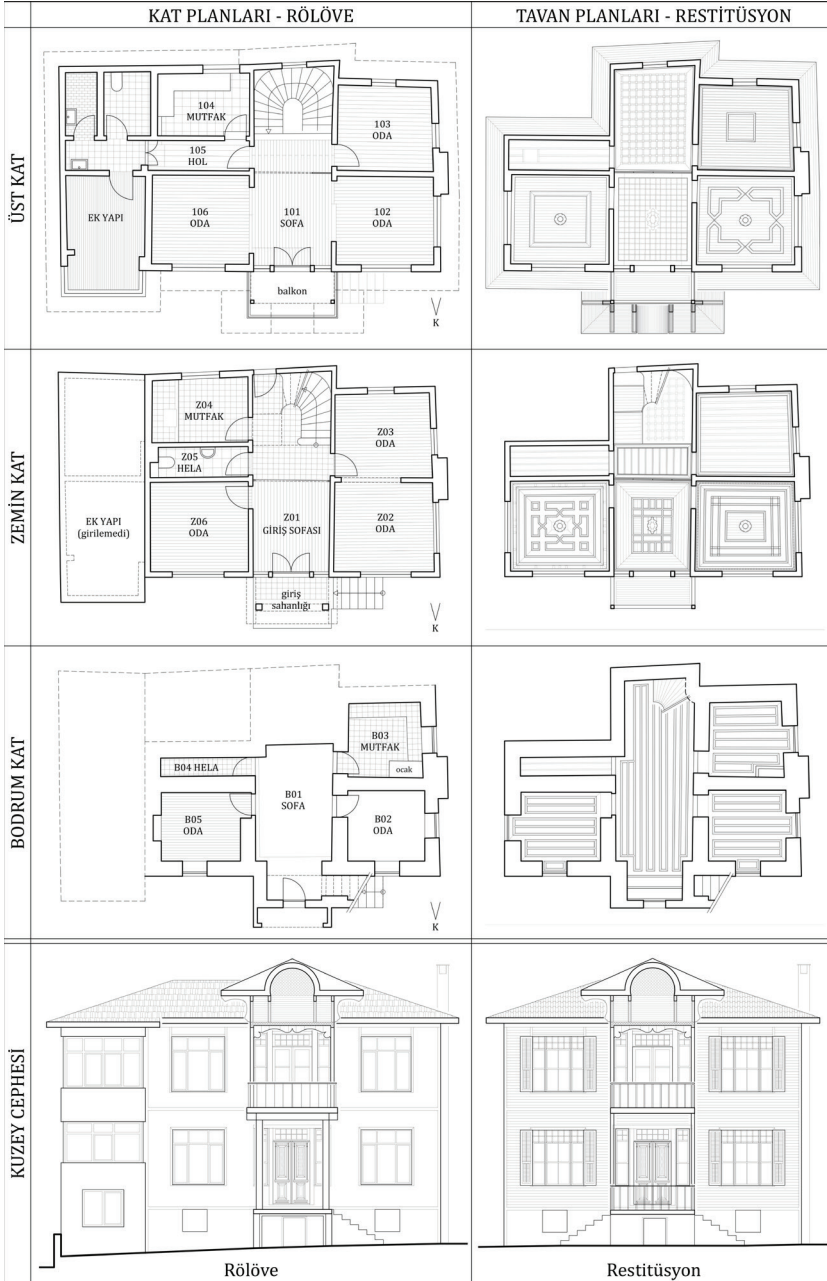 KAT PLANLARI - RÖLÖVE
TAVAN PLANLARI - RESTİTÜSYON
ÜST KAT
104
MUTFAK
103
ODA
105
HOL
EK YAPI
106
ODA
101
SOFA
102
ODA
balkon
K
ZEMİN KAT
Z04
MUTFAK
Z03
ODA
Z05
HELA
EK YAPI
(girilemedi)
Z06
ODA
Z01
GİRİŞ SOFASI
Z02
ODA
giriş
sahanlığı
K
BODRUM KAT
B03
MUTFAK
B04 HELA
ocak
B01
SOFA
B05
ODA
B02
ODA
K
KUZEY CEPHESİ
Rölöve
Restitüsyon